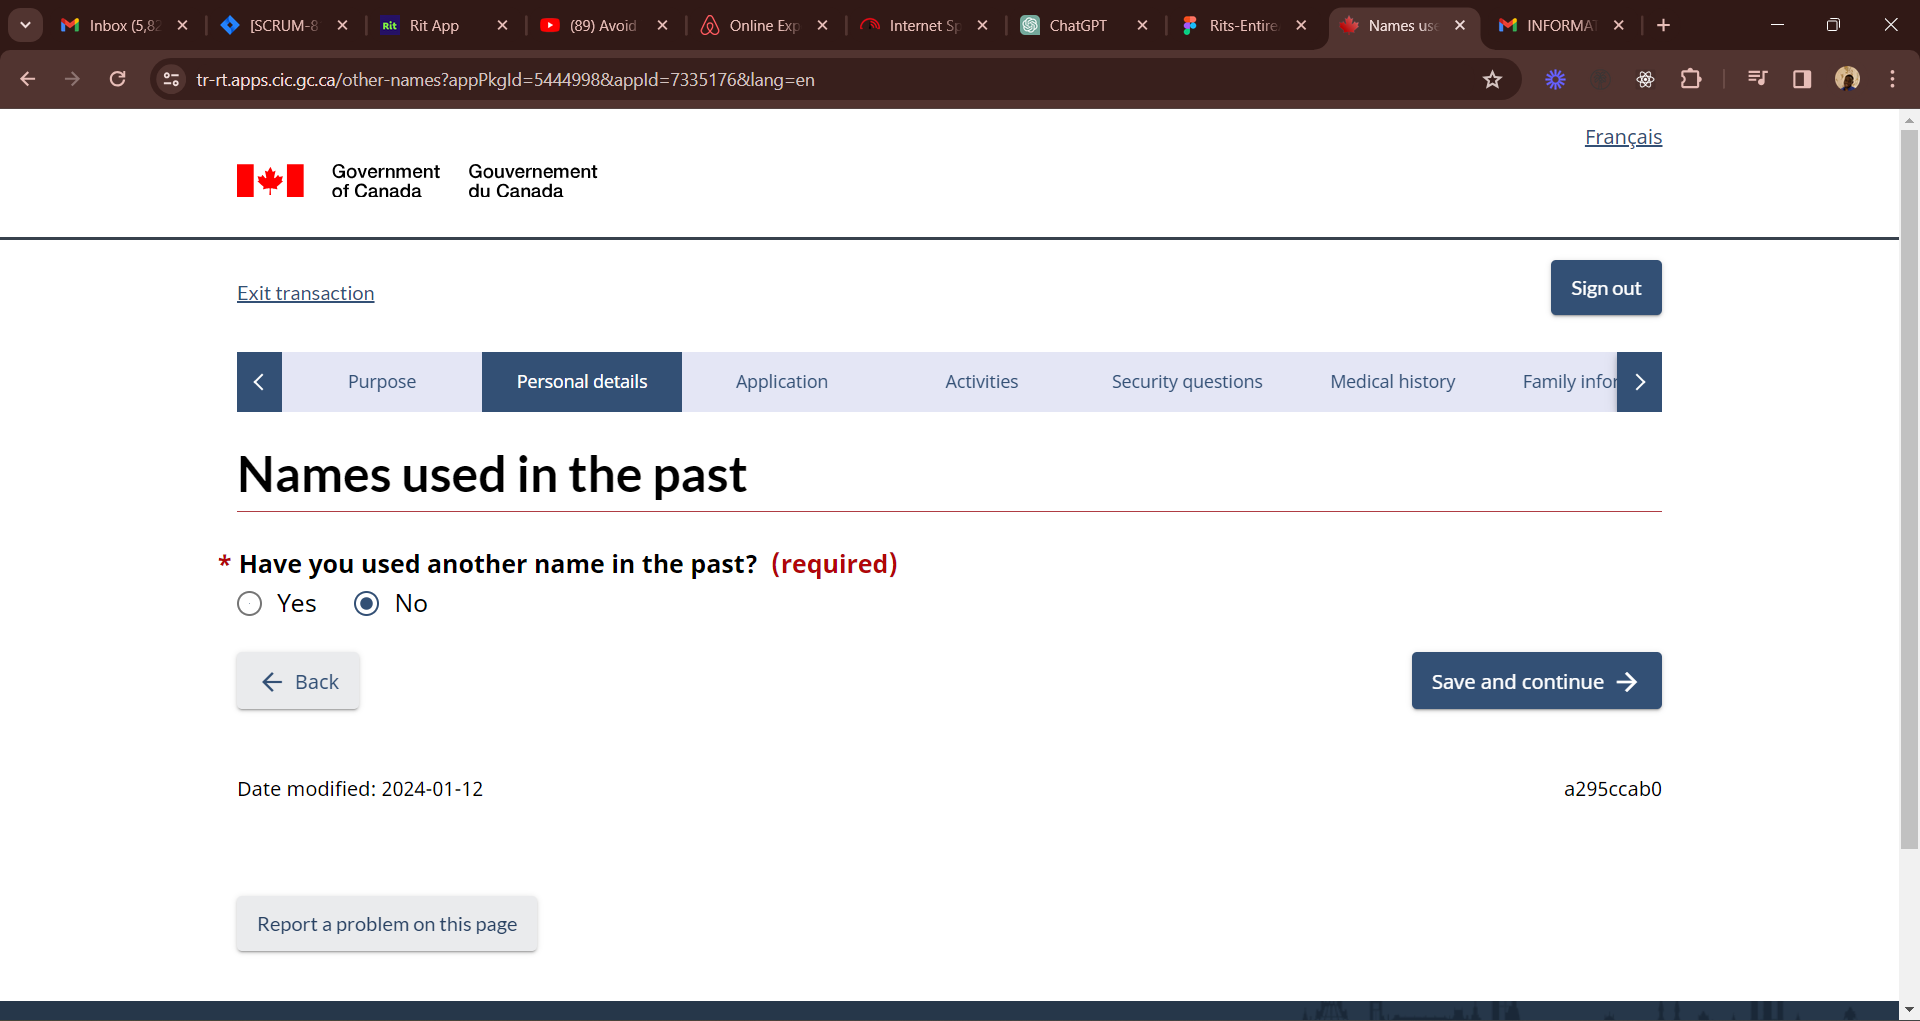 Inbox (5,82
[SCRUM-8
Rit
Rit App
(89) Avoid
Online Exp
Internet Sp
ChatGPT
Rits-Entire
Names use
INFORMAT
tr-rt.apps.cic.gc.ca/other-names?appPkgId=5444998&appId=7335176&lang=en
Français
Government of Canada
Gouvernement du Canada
Exit transaction
Sign out
Purpose
Personal details
Application
Activities
Security questions
Medical history
Family infor
Names used in the past
* Have you used another name in the past? (required)
Yes
No
Back
Save and continue
Date modified: 2024-01-12
a295ccab0
Report a problem on this page